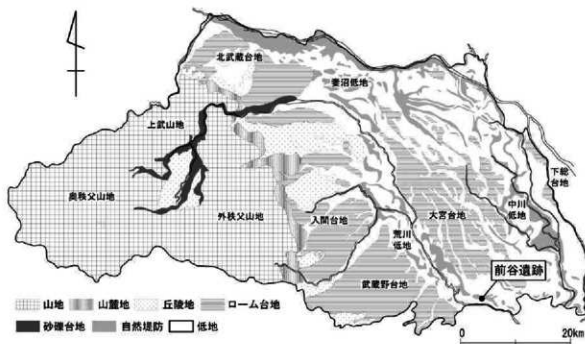 北武蔵台地
妻沼低地
上武山地
下総
台地
奥秩父山地
外秩父山地
入間台地
荒川
低地
大宮台地
中川
低地
武蔵野台地
前谷遺跡
山地 山麓地 丘陵地 ローム台地
砂礫台地 自然堤防 低地
0 20km